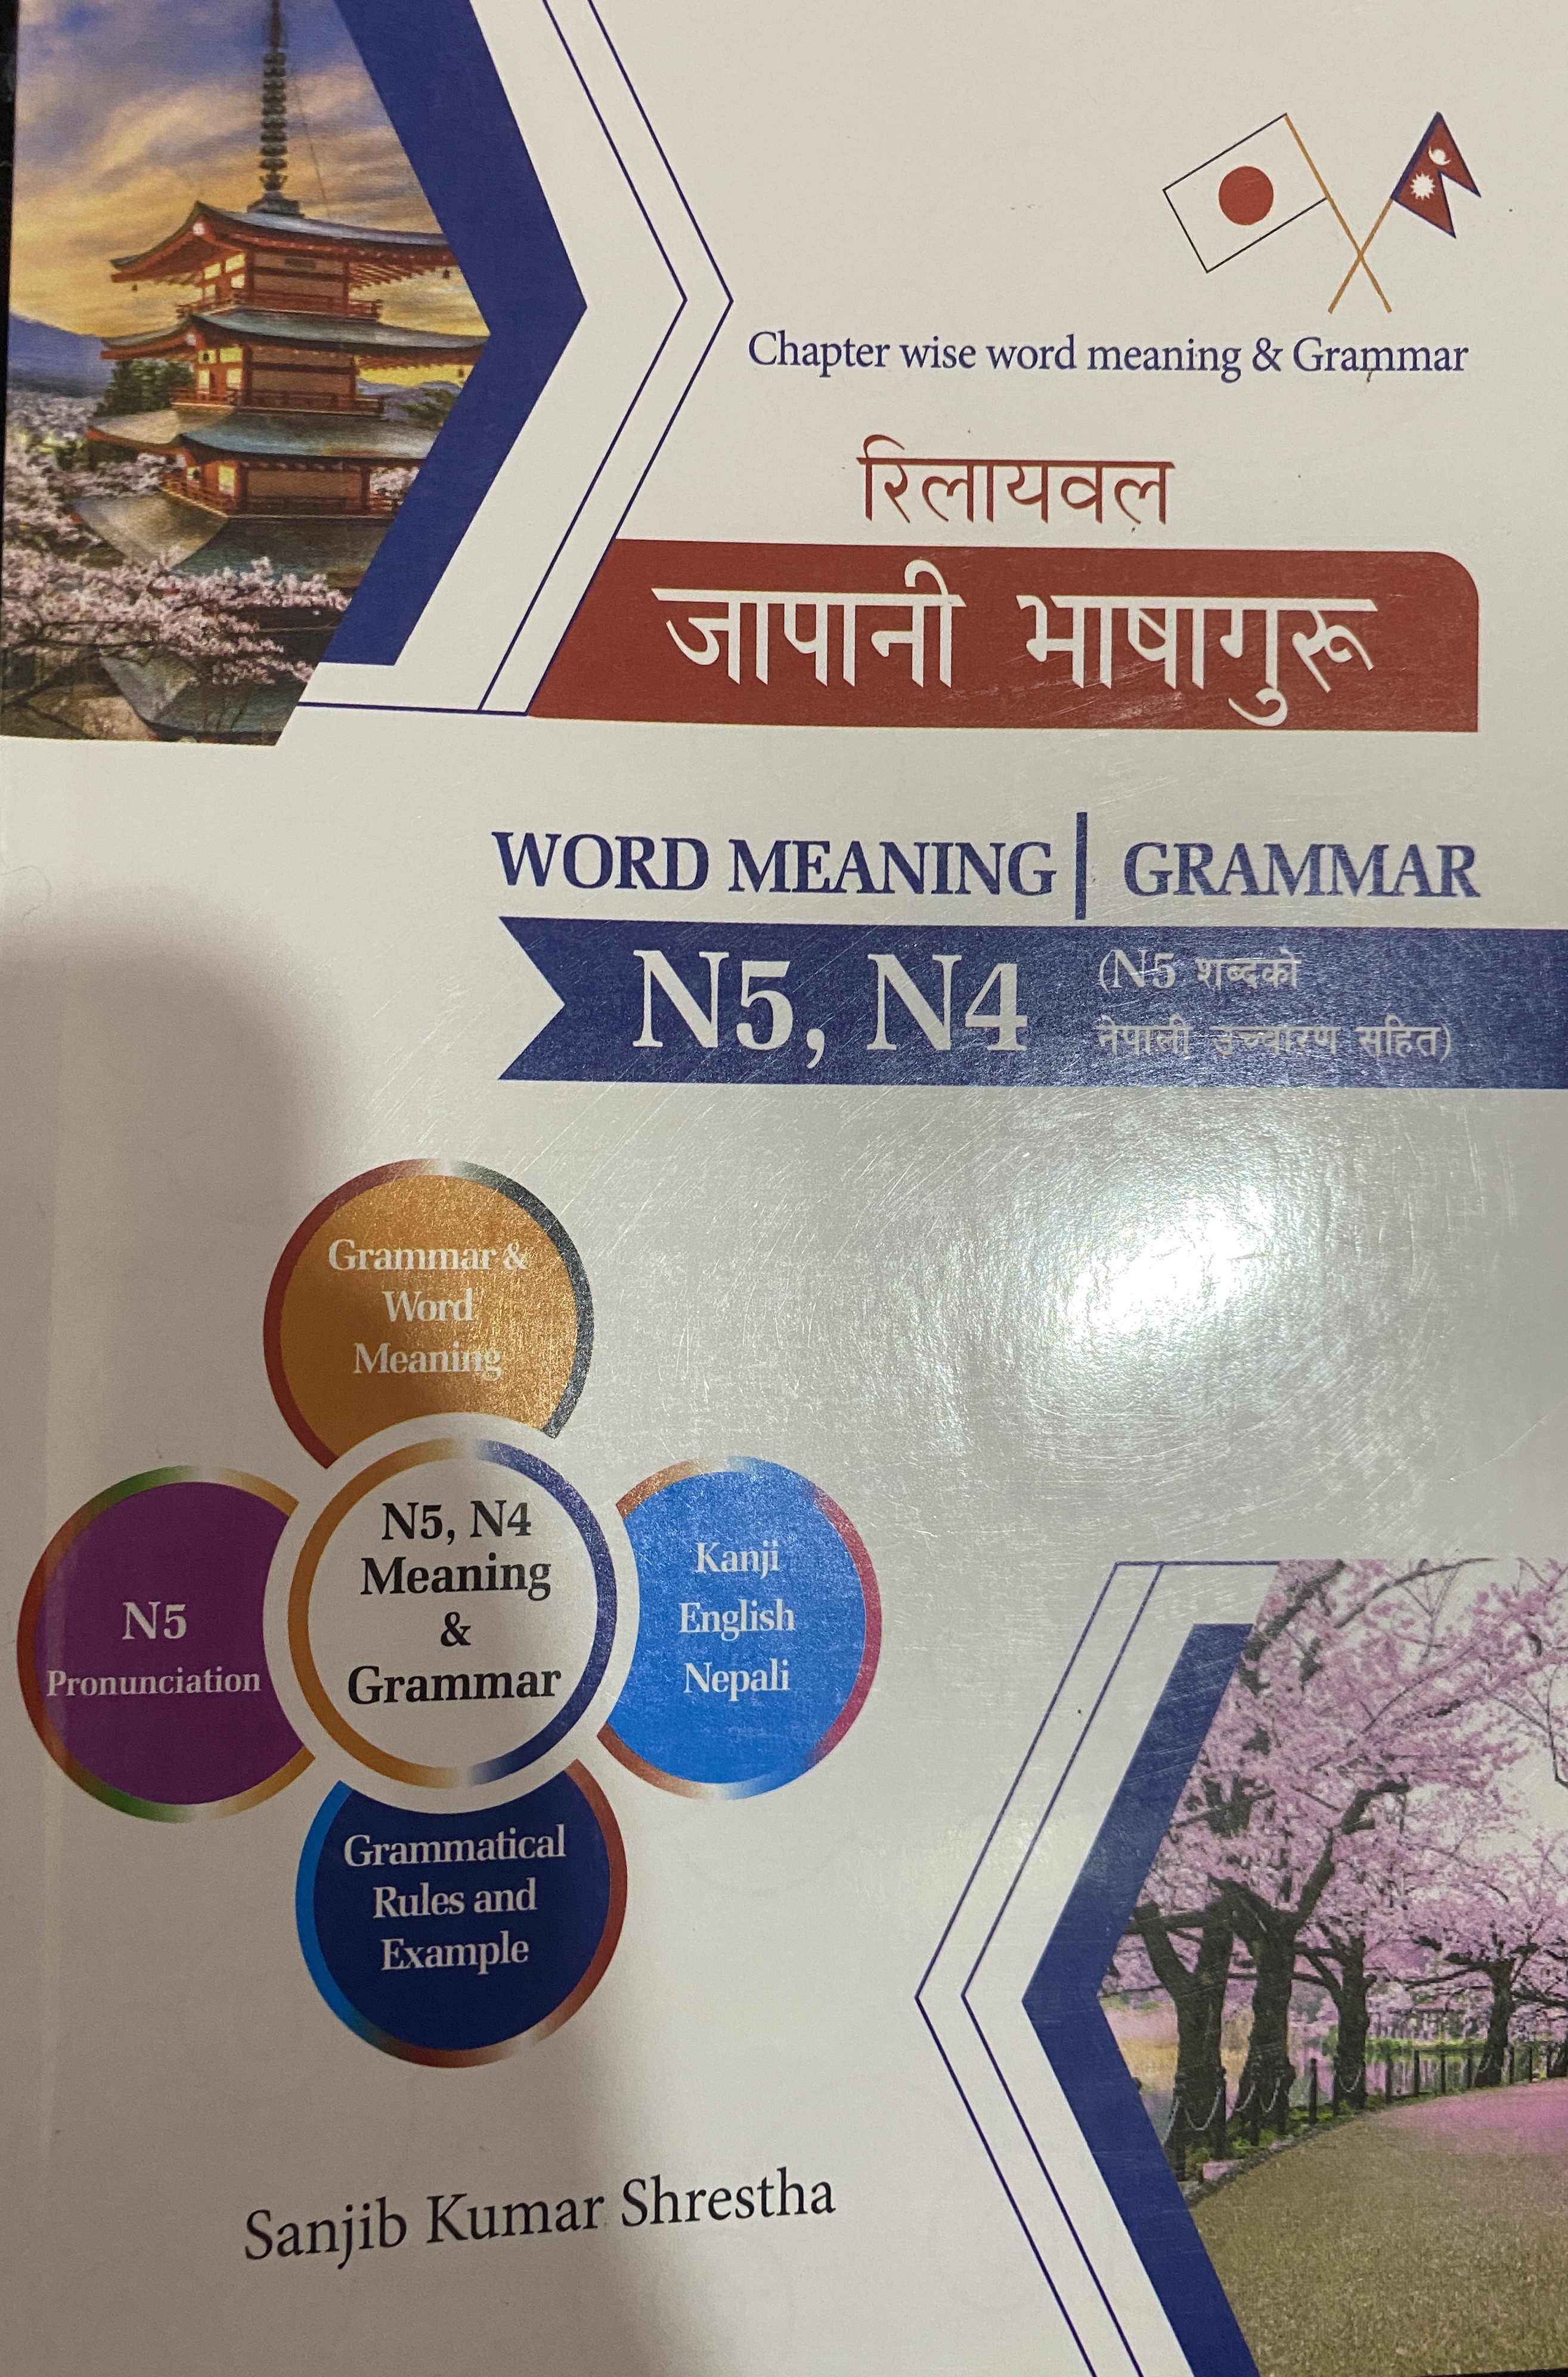 Chapter wise word meaning & Grammar
रिलायवल
जापानी भाषागुरू
WORD MEANING | GRAMMAR
N5, N4 (N5 शब्दको
नेपाली उच्चारण सहित)
Grammar &
Word
Meaning
N5
Pronunciation
N5, N4
Meaning
&
Grammar
Kanji
English
Nepali
Grammatical
Rules and
Example
Sanjib Kumar Shrestha